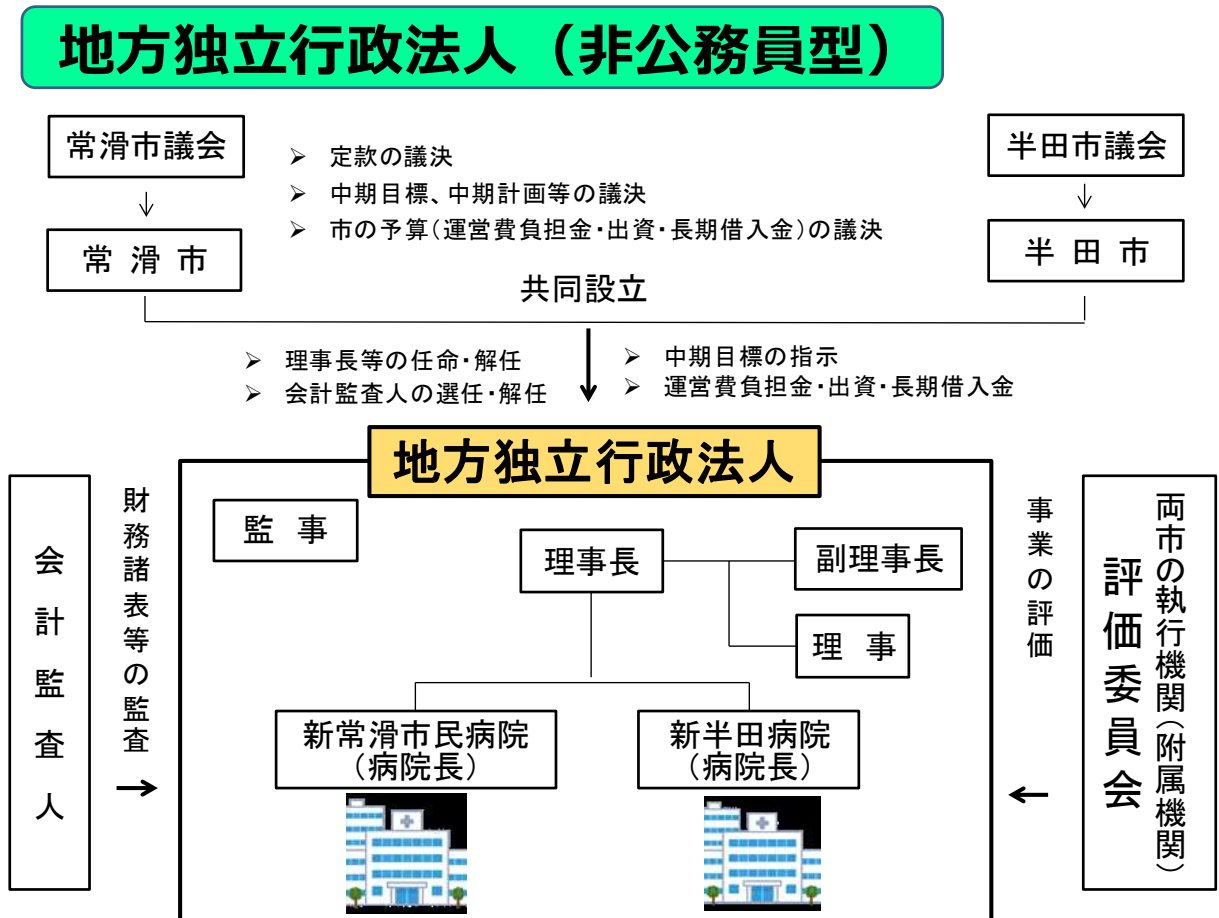 地方独立行政法人（非公務員型）
常滑市議会
半田市議会
➢ 定款の議決
➢ 中期目標、中期計画等の議決
➢ 市の予算（運営費負担金・出資・長期借入金）の議決
常 滑 市
半 田 市
共同設立
➢ 理事長等の任命・解任
➢ 会計監査人の選任・解任
➢ 中期目標の指示
➢ 運営費負担金・出資・長期借入金
地方独立行政法人
会計監査人
財務諸表等の監査
監 事
理事長
副理事長
理 事
新常滑市民病院
（病院長）
新半田病院
（病院長）
事業の評価
両市の執行機関（附属機関）
評価委員会